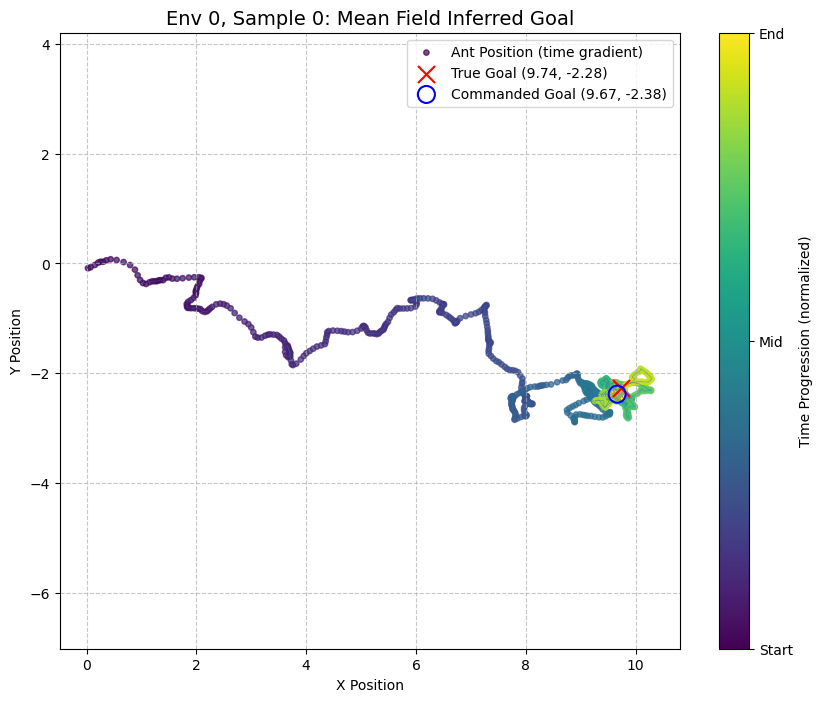 Env 0, Sample 0: Mean Field Inferred Goal
Ant Position (time gradient)
True Goal (9.74, -2.28)
Commanded Goal (9.67, -2.38)
4
2
0
−2
−4
−6
Y Position
0
2
4
6
8
10
X Position
End
Mid
Start
Time Progression (normalized)